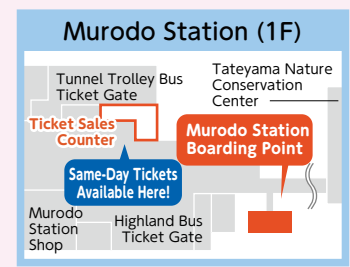 Murodo Station (1F)
Tunnel Trolley Bus
Ticket Gate
Tateyama Nature
Conservation
Center
Ticket Sales
Counter
Murodo Station
Boarding Point
Same-Day Tickets
Available Here!
Murodo
Station
Shop
Highland Bus
Ticket Gate